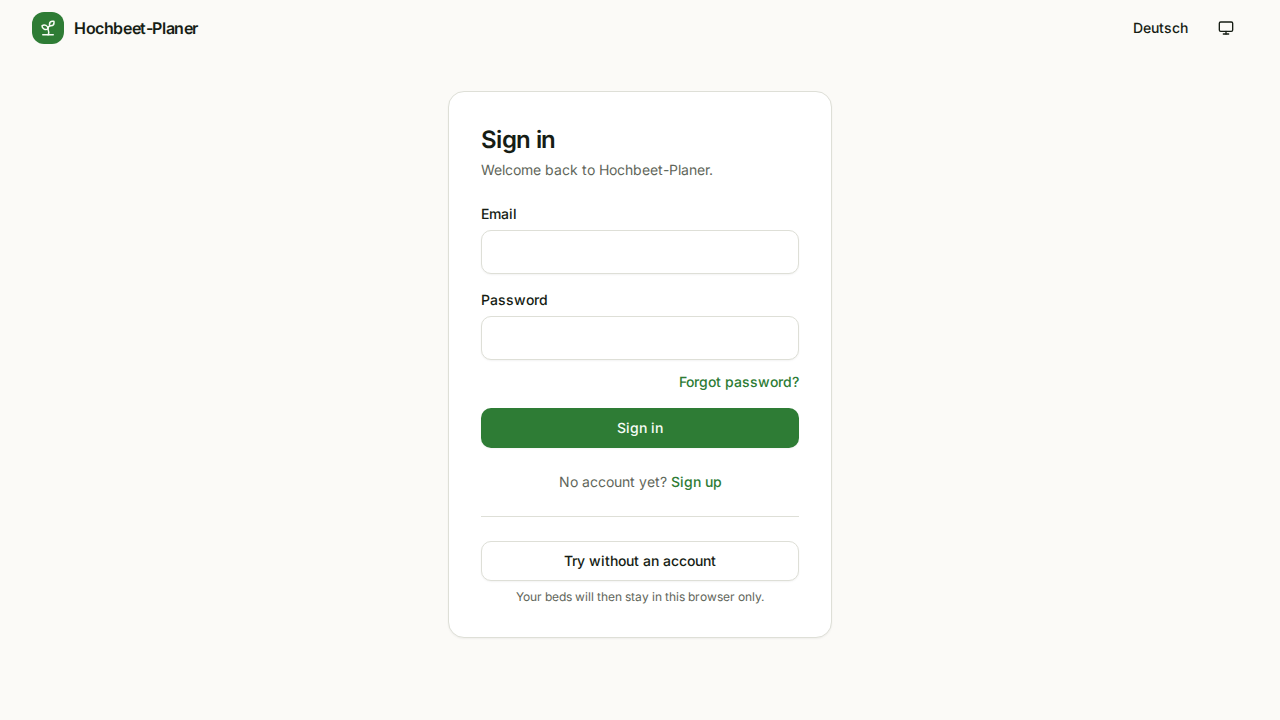 Hochbeet-Planer
Deutsch
Sign in
Welcome back to Hochbeet-Planer.
Email
Password
Forgot password?
Sign in
No account yet? Sign up
Try without an account
Your beds will then stay in this browser only.